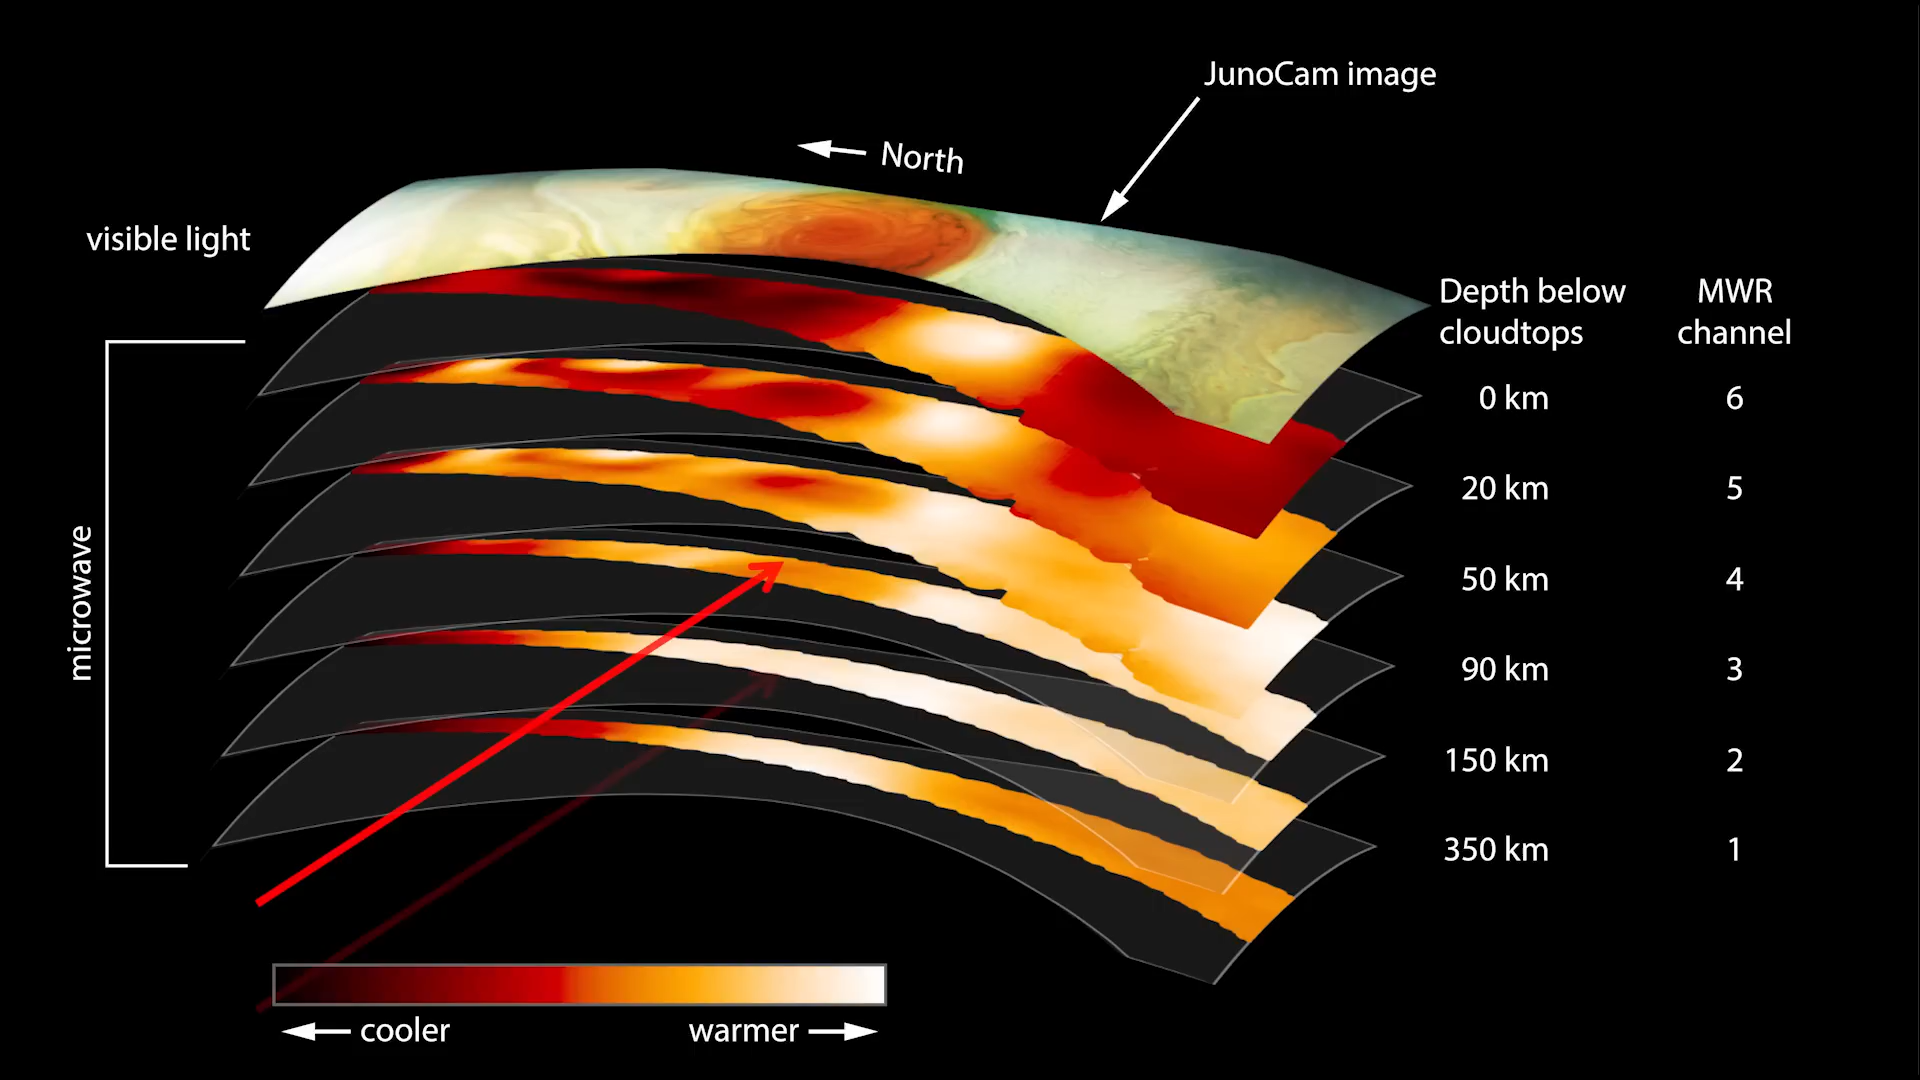 JunoCam image
North
visible light
Depth below
cloudtops
MWR
channel
0 km 6
20 km 5
50 km 4
90 km 3
150 km 2
350 km 1
microwave
cooler
warmer